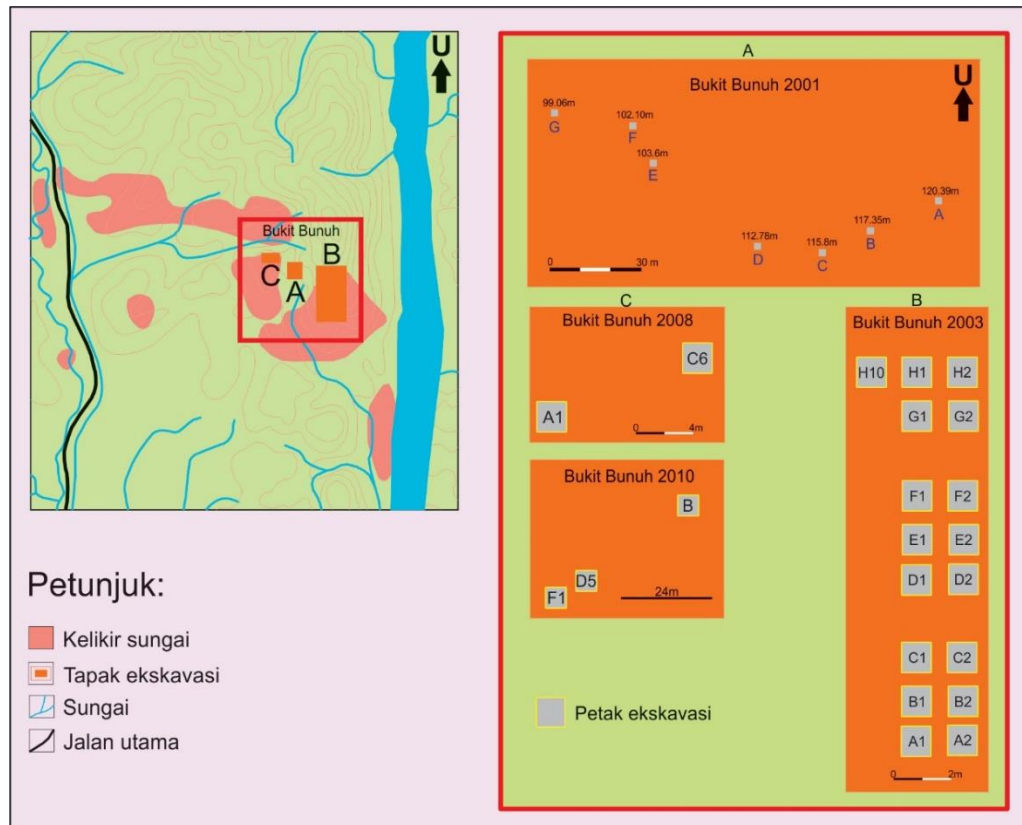 U
Bukit Bunuh
B
C
A
Petunjuk:
Kelikir sungai
Tapak ekskavasi
Sungai
Jalan utama
A
Bukit Bunuh 2001
U
99.06m
G
102.10m
F
103.6m
E
120.39m
A
117.35m
B
112.78m
D
115.8m
C
0 30 m
C
Bukit Bunuh 2008
C6
A1
0 4m
Bukit Bunuh 2010
B
D5
F1
24m
Petak ekskavasi
B
Bukit Bunuh 2003
H10 H1 H2
G1 G2
F1 F2
E1 E2
D1 D2
C1 C2
B1 B2
A1 A2
0 2m